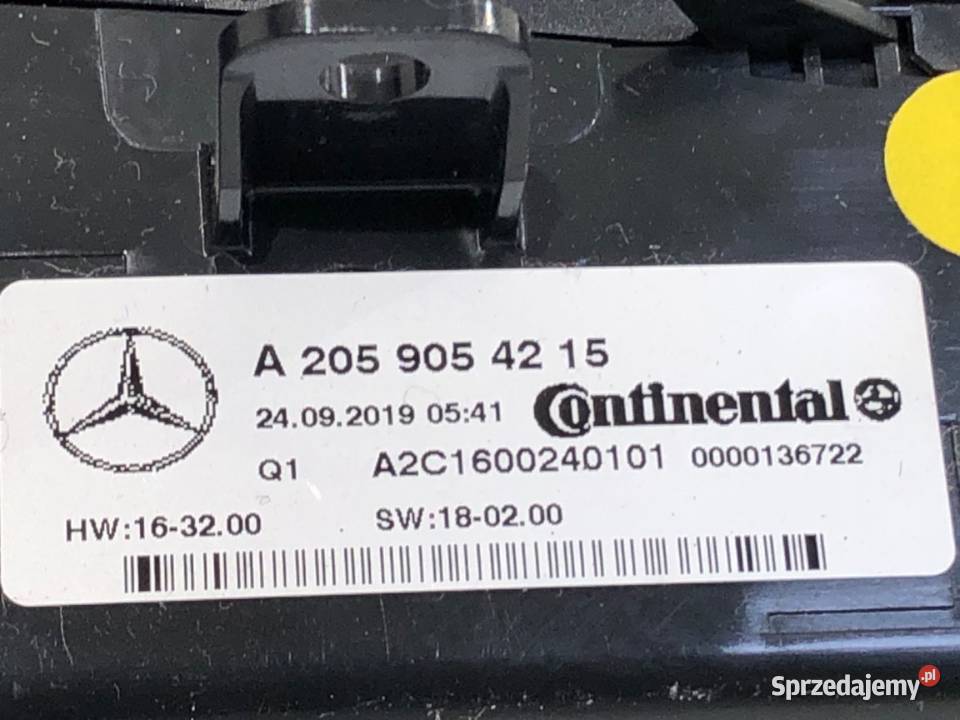 A 205 905 42 15
24.09.2019 05:41 Continental
Q1 A2C1600240101 0000136722
HW:16-32.00 SW:18-02.00
Sprzedajemy.pl